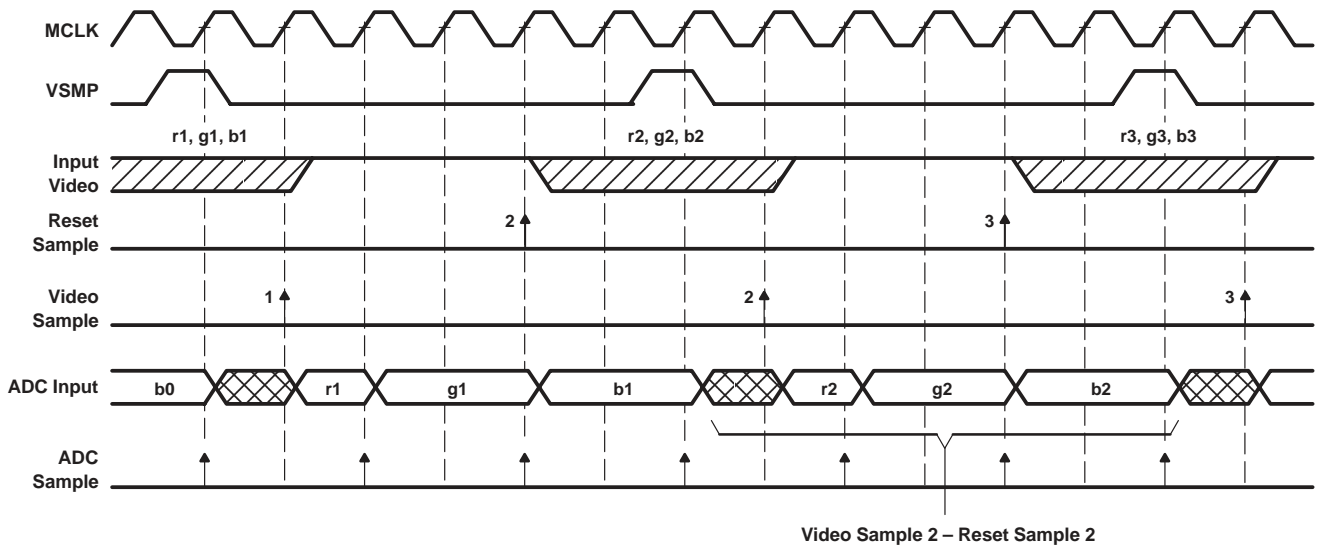 MCLK
VSMP
r1, g1, b1
r2, g2, b2
r3, g3, b3
Input
Video
Reset
Sample
2
3
Video
Sample
1
2
3
ADC Input
b0
r1
g1
b1
r2
g2
b2
ADC
Sample
Video Sample 2 – Reset Sample 2